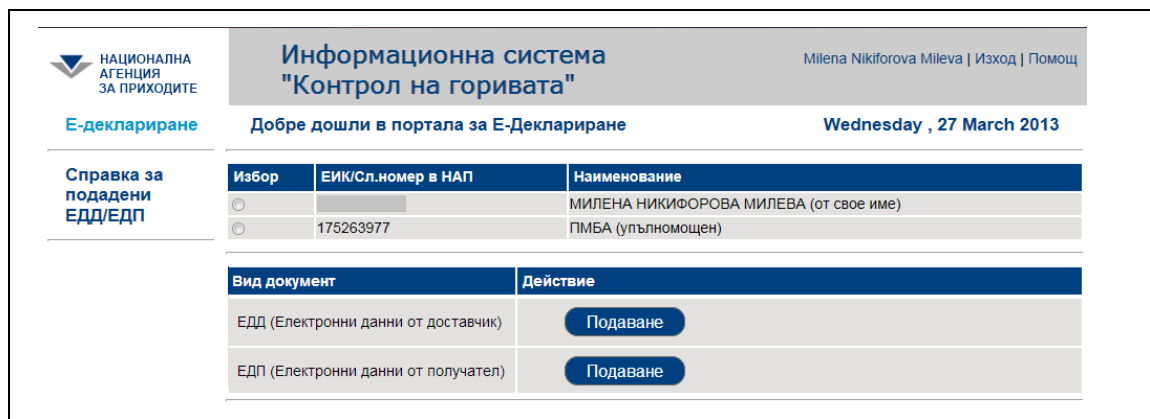 НАЦИОНАЛНА
АГЕНЦИЯ
ЗА ПРИХОДИТЕ
Информационна система
"Контрол на горивата"
Milena Nikiforova Mileva | Изход | Помощ
Е-деклариране
Добре дошли в портала за Е-Деклариране
Wednesday , 27 March 2013
Справка за
подадени
ЕДД/ЕДП
Избор ЕИК/Сл.номер в НАП Наименование
МИЛЕНА НИКИФОРОВА МИЛЕВА (от свое име)
175263977 ПМБА (упълномощен)
Вид документ Действие
ЕДД (Електронни данни от доставчик) Подаване
ЕДП (Електронни данни от получател) Подаване